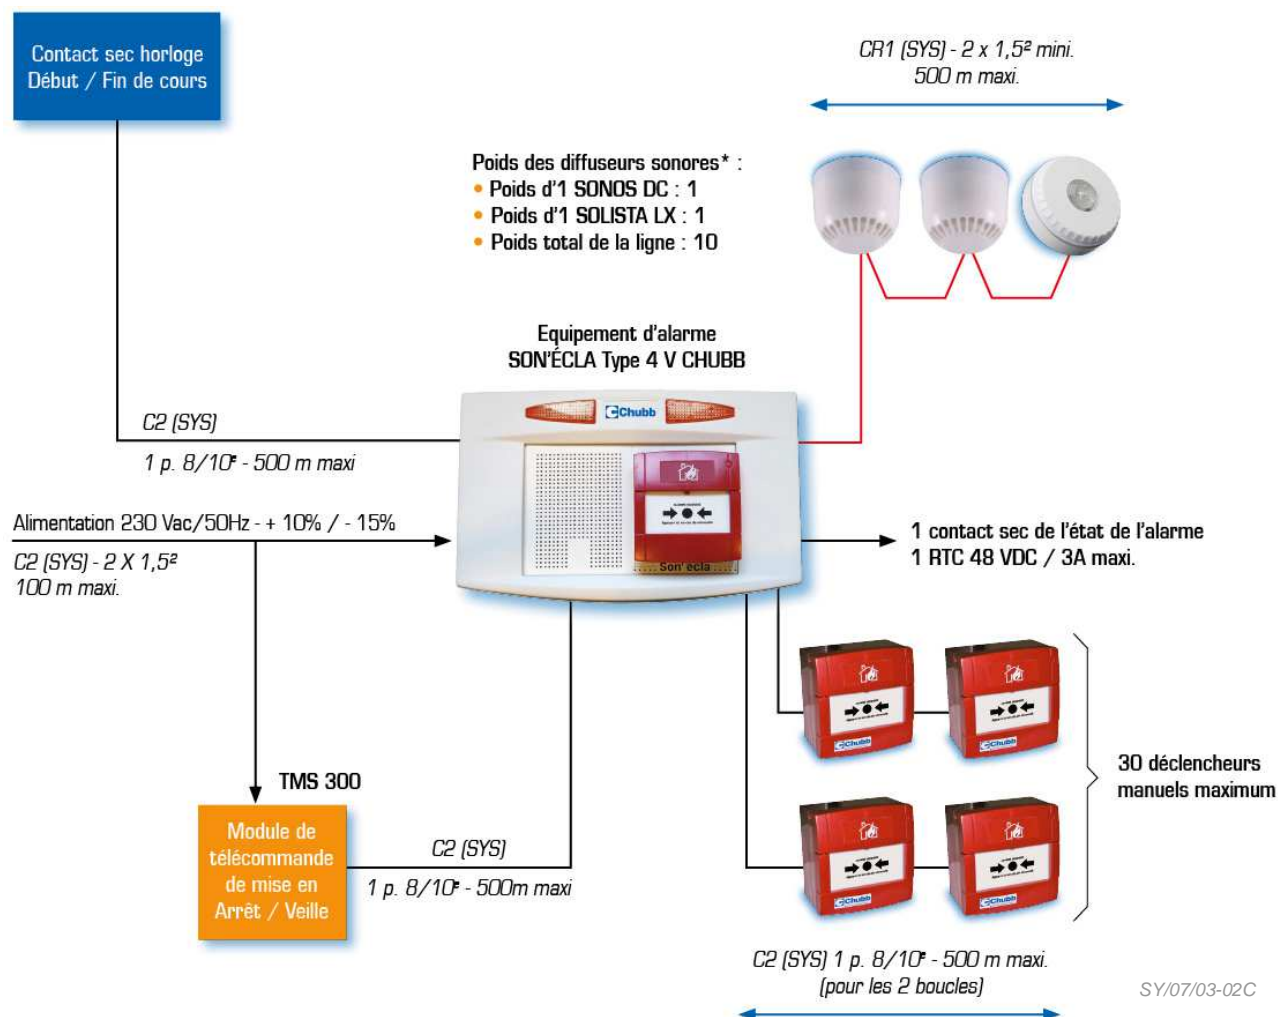 Contact sec horloge
Début / Fin de cours
CR1 (SYS) - 2 x 1,5² mini.
500 m maxi.
Poids des diffuseurs sonores* :
• Poids d'1 SONOS DC : 1
• Poids d'1 SOLISTA LX : 1
• Poids total de la ligne : 10
Equipement d'alarme
SON'ÉCLA Type 4 V CHUBB
Chubb
C2 (SYS)
1 p. 8/10ᵉ - 500 m maxi
Son' écla
Alimentation 230 Vac/50Hz - + 10% / - 15%
C2 (SYS) - 2 X 1,5²
100 m maxi.
1 contact sec de l'état de l'alarme
1 RTC 48 VDC / 3A maxi.
Chubb
Chubb
Chubb
Chubb
30 déclencheurs
manuels maximum
TMS 300
Module de
télécommande
de mise en
Arrêt / Veille
C2 (SYS)
1 p. 8/10ᵉ - 500m maxi
C2 (SYS) 1 p. 8/10ᵉ - 500 m maxi.
(pour les 2 boucles)
SY/07/03-02C